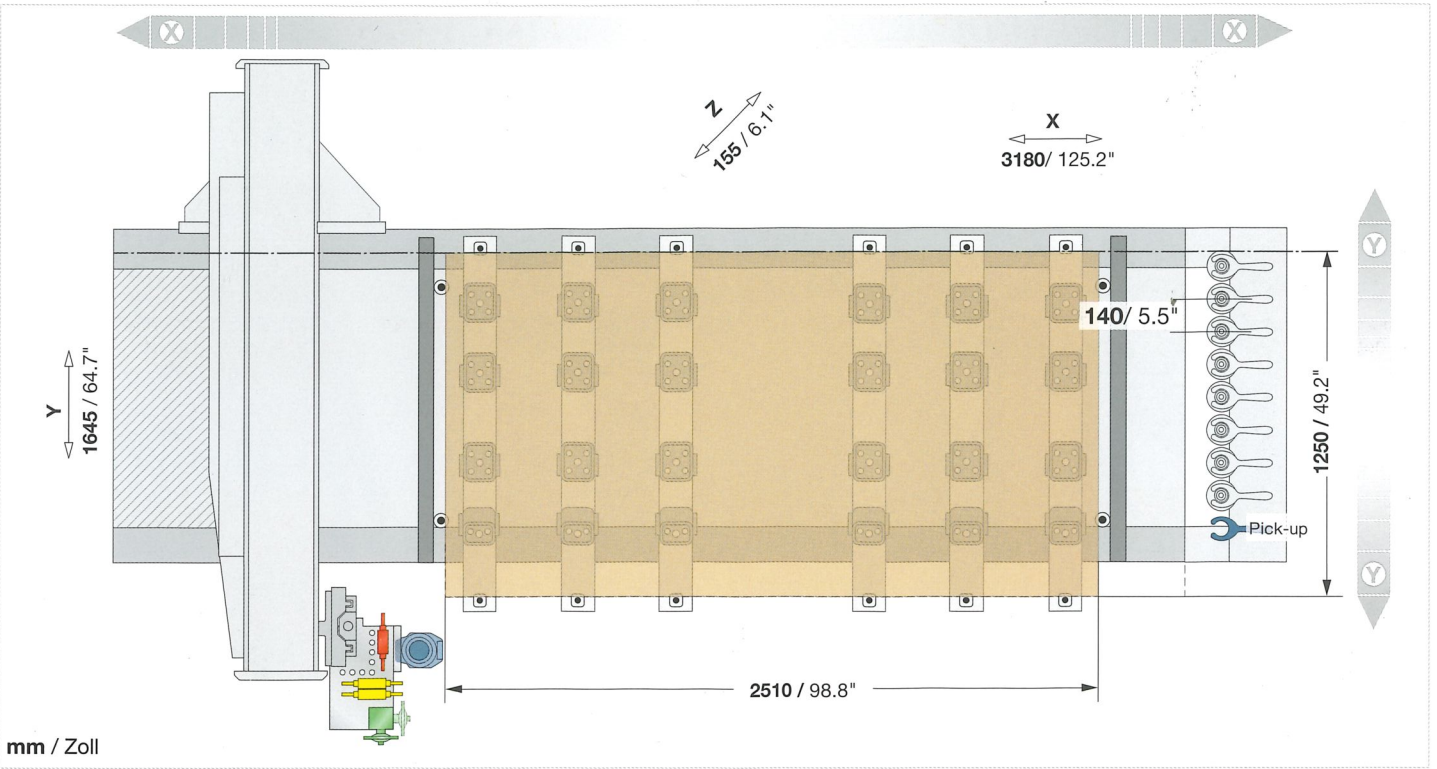 X
X
Z
155 / 6.1"
X
3180/ 125.2"
Y
140/ 5.5"
Y
1645 / 64.7"
1250 / 49.2"
Pick-up
Y
2510 / 98.8"
mm / Zoll